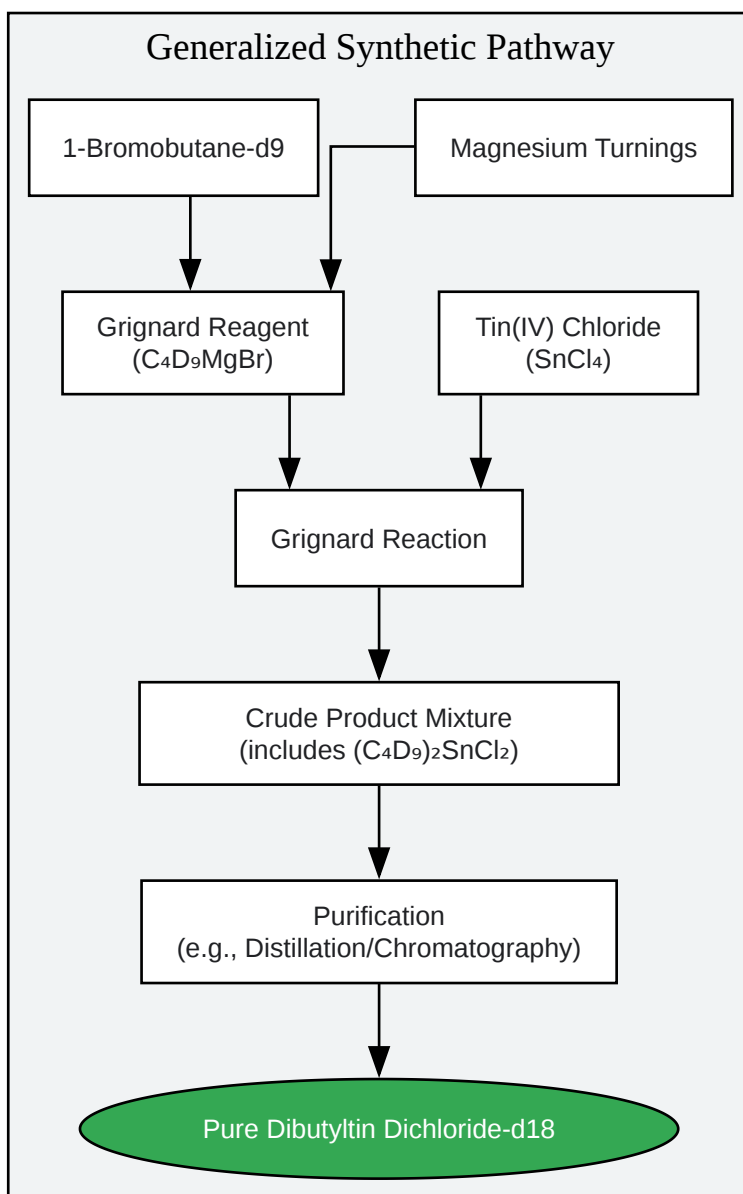 Generalized Synthetic Pathway
1-Bromobutane-d9
Magnesium Turnings
Grignard Reagent
(C₄D₉MgBr)
Tin(IV) Chloride
(SnCl₄)
Grignard Reaction
Crude Product Mixture
(includes (C₄D₉)₂SnCl₂)
Purification
(e.g., Distillation/Chromatography)
Pure Dibutyltin Dichloride-d18